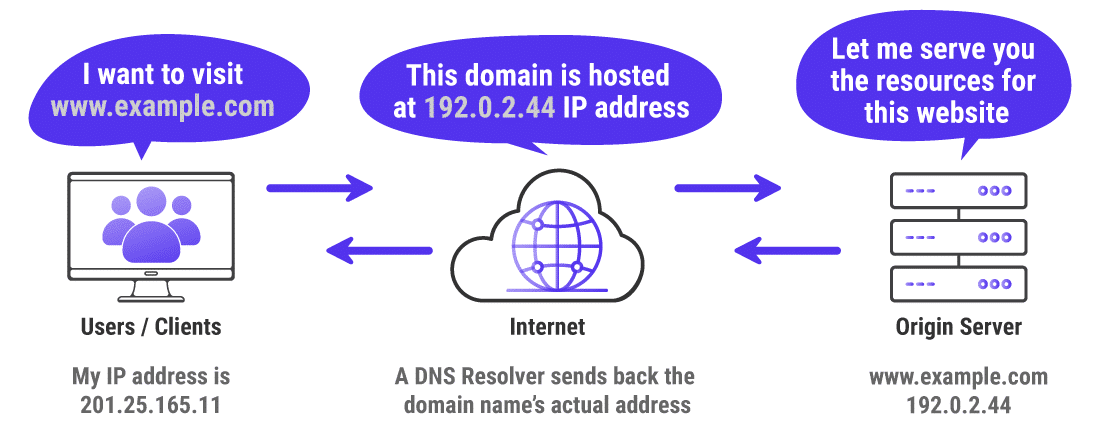 I want to visit
www.example.com
This domain is hosted
at 192.0.2.44 IP address
Let me serve you
the resources for
this website
Users / Clients
Internet
Origin Server
My IP address is
201.25.165.11
A DNS Resolver sends back the
domain name’s actual address
www.example.com
192.0.2.44